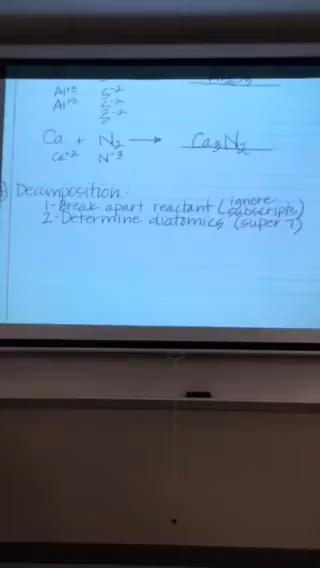 Al+3 S-2
Al+3 S-2
S-2
Ca + N2 → Ca3N2
Ca+2 N-3
Decomposition:
1-Break apart reactant (ignore subscripts)
2-Determine diatomics (super 7)